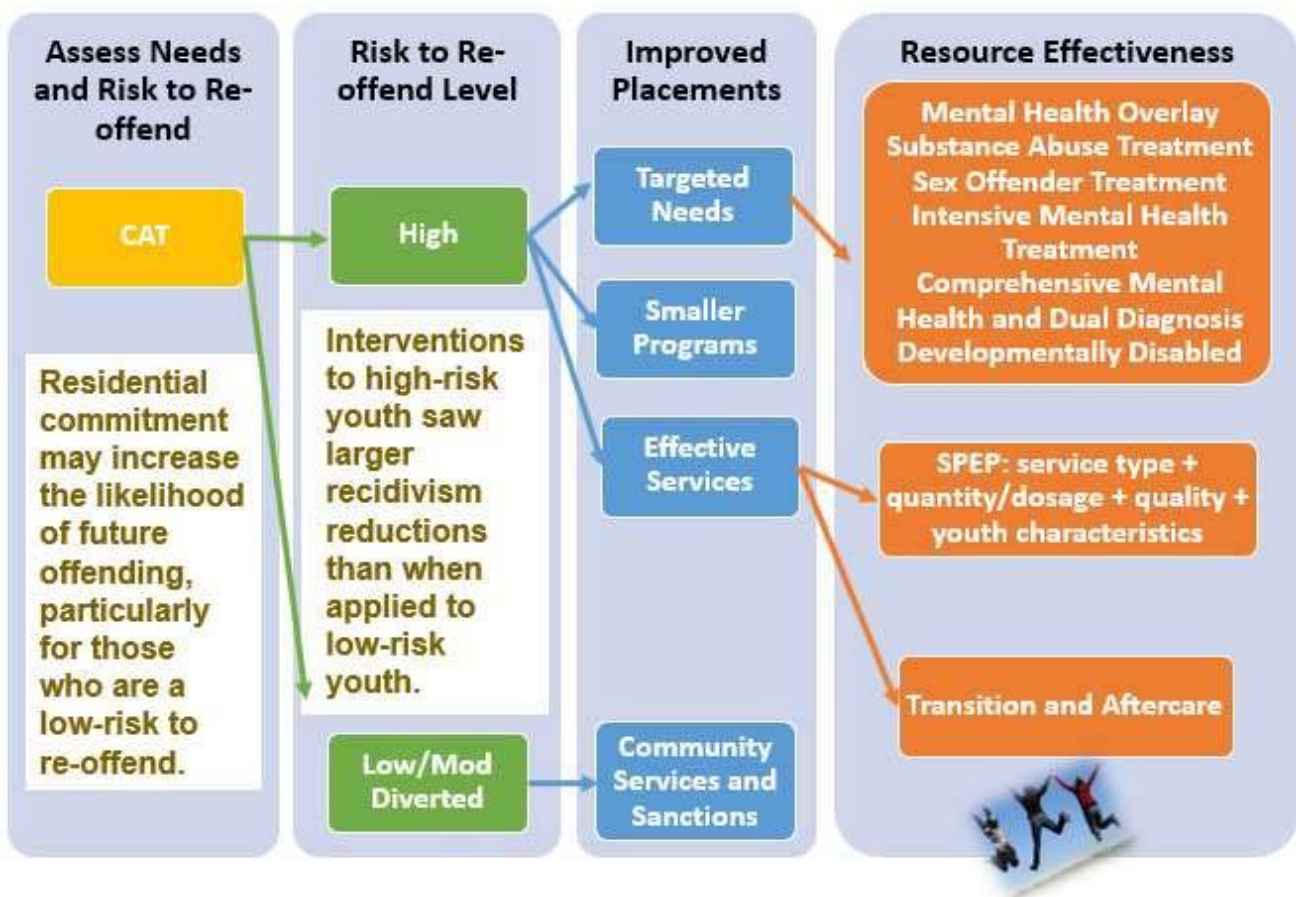 Assess Needs
and Risk to Re-
offend
CAT
Residential
commitment
may increase
the likelihood
of future
offending,
particularly
for those
who are a
low-risk to
re-offend.
Risk to Re-
offend Level
High
Interventions
to high-risk
youth saw
larger
recidivism
reductions
than when
applied to
low-risk
youth.
Low/Mod
Diverted
Improved
Placements
Targeted
Needs
Smaller
Programs
Effective
Services
Community
Services and
Sanctions
Resource Effectiveness
Mental Health Overlay
Substance Abuse Treatment
Sex Offender Treatment
Intensive Mental Health
Treatment
Comprehensive Mental
Health and Dual Diagnosis
Developmentally Disabled
SPEP: service type +
quantity/dosage + quality +
youth characteristics
Transition and Aftercare